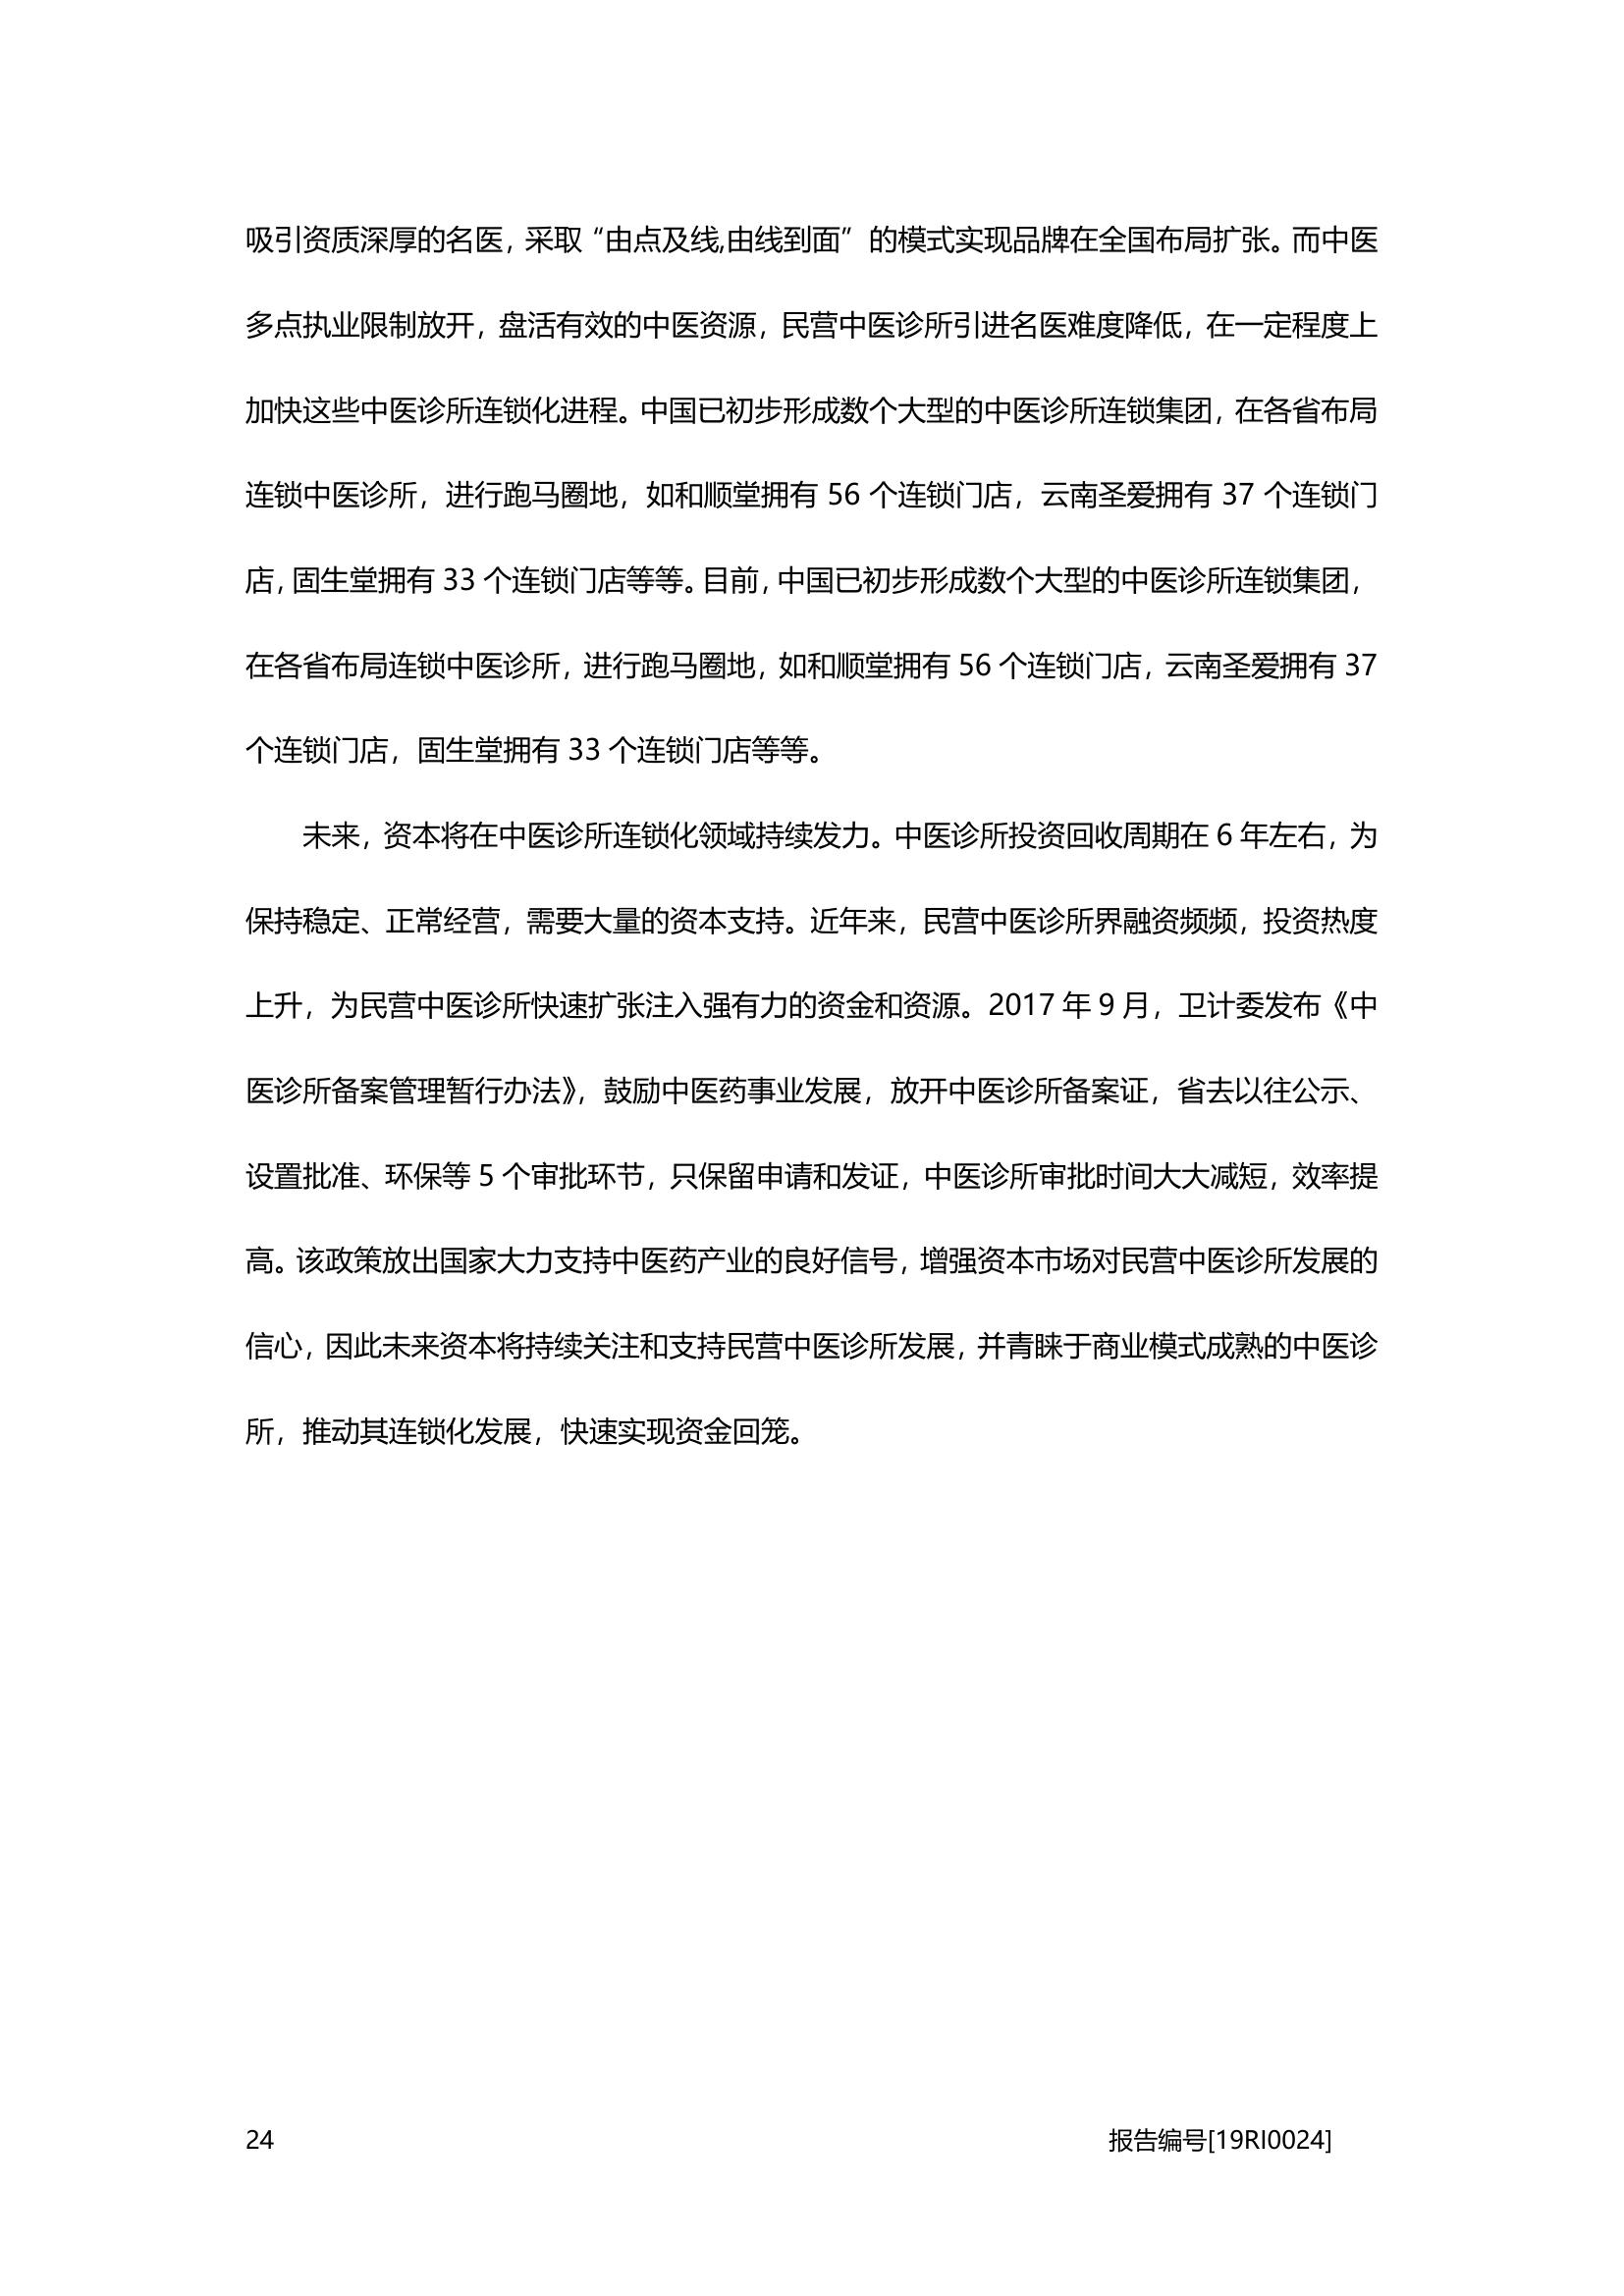 吸引资质深厚的名医，采取“由点及线,由线到面”的模式实现品牌在全国布局扩张。而中医
多点执业限制放开，盘活有效的中医资源，民营中医诊所引进名医难度降低，在一定程度上
加快这些中医诊所连锁化进程。中国已初步形成数个大型的中医诊所连锁集团，在各省布局
连锁中医诊所，进行跑马圈地，如和顺堂拥有 56 个连锁门店，云南圣爱拥有 37 个连锁门
店，固生堂拥有 33 个连锁门店等等。目前，中国已初步形成数个大型的中医诊所连锁集团，
在各省布局连锁中医诊所，进行跑马圈地，如和顺堂拥有 56 个连锁门店，云南圣爱拥有 37
个连锁门店，固生堂拥有 33 个连锁门店等等。
未来，资本将在中医诊所连锁化领域持续发力。中医诊所投资回收周期在 6 年左右，为
保持稳定、正常经营，需要大量的资本支持。近年来，民营中医诊所界融资频频，投资热度
上升，为民营中医诊所快速扩张注入强有力的资金和资源。2017 年 9 月，卫计委发布《中
医诊所备案管理暂行办法》，鼓励中医药事业发展，放开中医诊所备案证，省去以往公示、
设置批准、环保等 5 个审批环节，只保留申请和发证，中医诊所审批时间大大减短，效率提
高。该政策放出国家大力支持中医药产业的良好信号，增强资本市场对民营中医诊所发展的
信心，因此未来资本将持续关注和支持民营中医诊所发展，并青睐于商业模式成熟的中医诊
所，推动其连锁化发展，快速实现资金回笼。
24 报告编号[19RI0024]